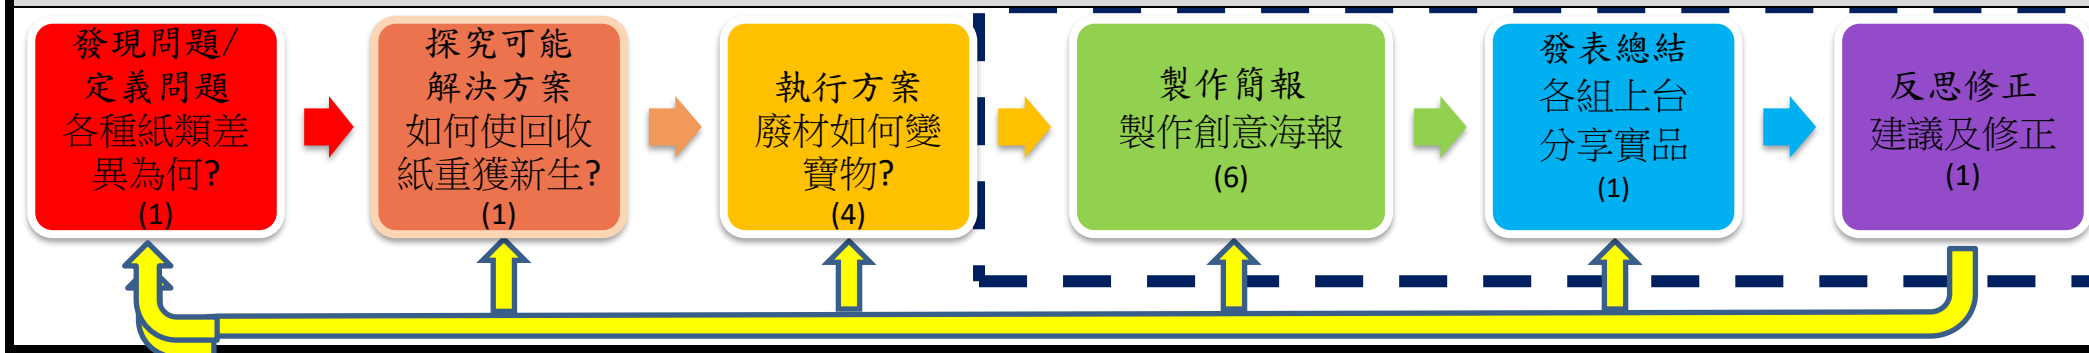 發現問題/
定義問題
各種紙類差
異為何?
(1)
探究可能
解決方案
如何使回收
紙重獲新生?
(1)
執行方案
廢材如何變
寶物?
(4)
製作簡報
製作創意海報
(6)
發表總結
各組上台
分享實品
(1)
反思修正
建議及修正
(1)